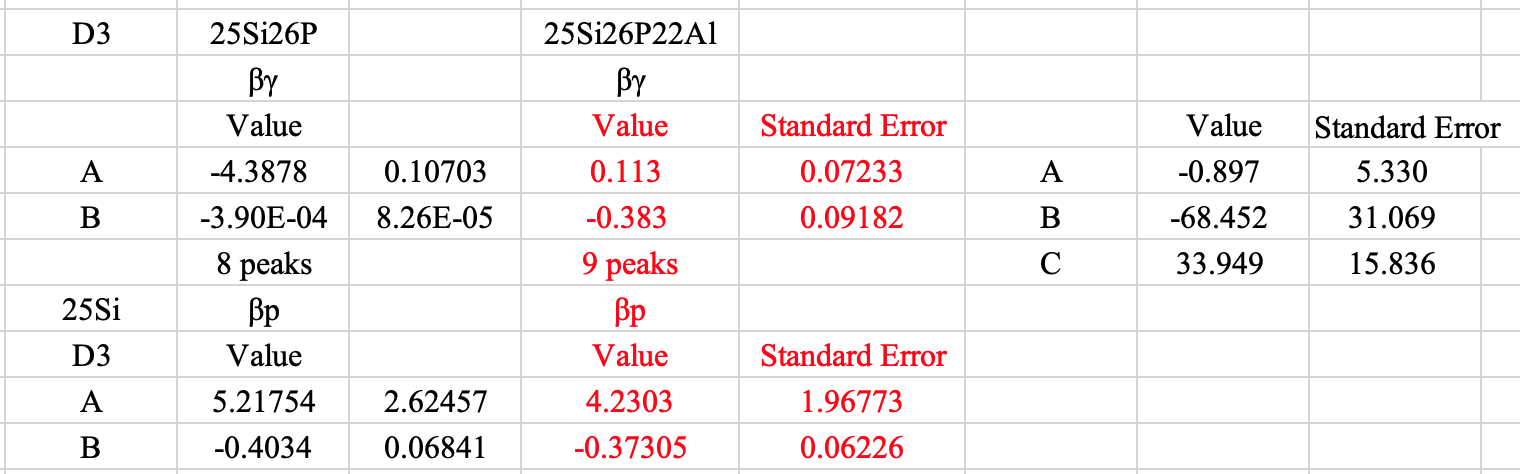 D3 25Si26P 25Si26P22Al
βγ βγ
Value Value Standard Error Value Standard Error
A -4.3878 0.10703 0.113 0.07233 A -0.897 5.330
B -3.90E-04 8.26E-05 -0.383 0.09182 B -68.452 31.069
8 peaks 9 peaks C 33.949 15.836
25Si βp βp
D3 Value Value Standard Error
A 5.21754 2.62457 4.2303 1.96773
B -0.4034 0.06841 -0.37305 0.06226